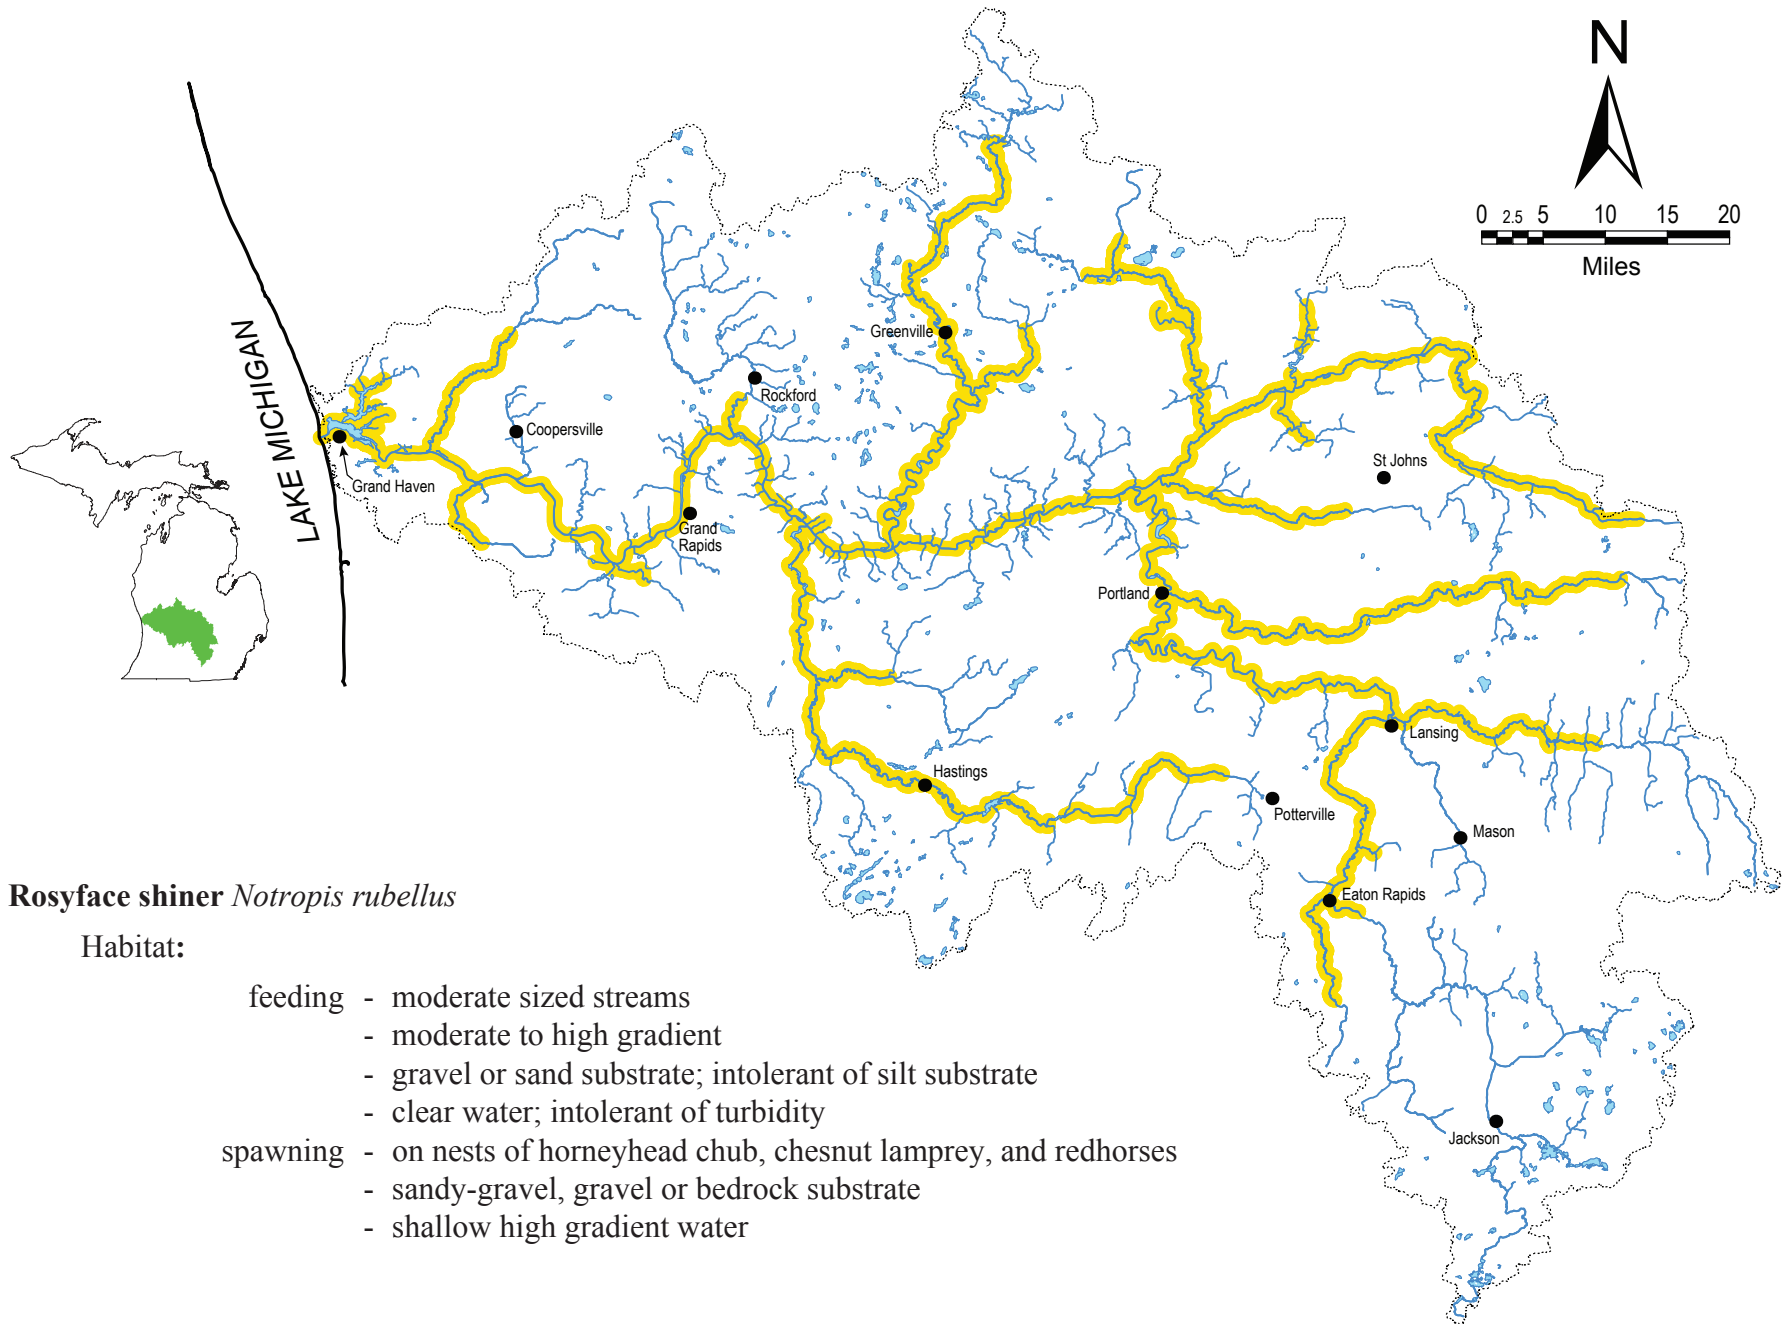 N
0 2.5 5 10 15 20
Miles
LAKE MICHIGAN
Greenville
Rockford
Coopersville
Grand Haven
St Johns
Grand
Rapids
Portland
Lansing
Hastings
Potterville
Mason
Eaton Rapids
Jackson
Rosyface shiner Notropis rubellus
Habitat:
feeding - moderate sized streams
- moderate to high gradient
- gravel or sand substrate; intolerant of silt substrate
- clear water; intolerant of turbidity
spawning - on nests of horneyhead chub, chesnut lamprey, and redhorses
- sandy-gravel, gravel or bedrock substrate
- shallow high gradient water